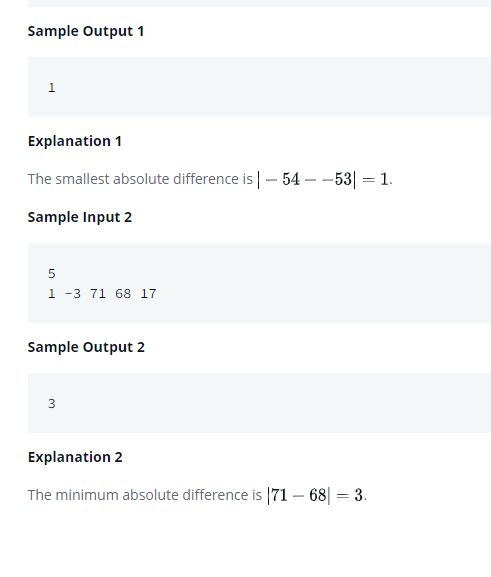 Sample Output 1
1
Explanation 1
The smallest absolute difference is |− 54 − −53| = 1.
Sample Input 2
5
1 -3 71 68 17
Sample Output 2
3
Explanation 2
The minimum absolute difference is |71 − 68| = 3.